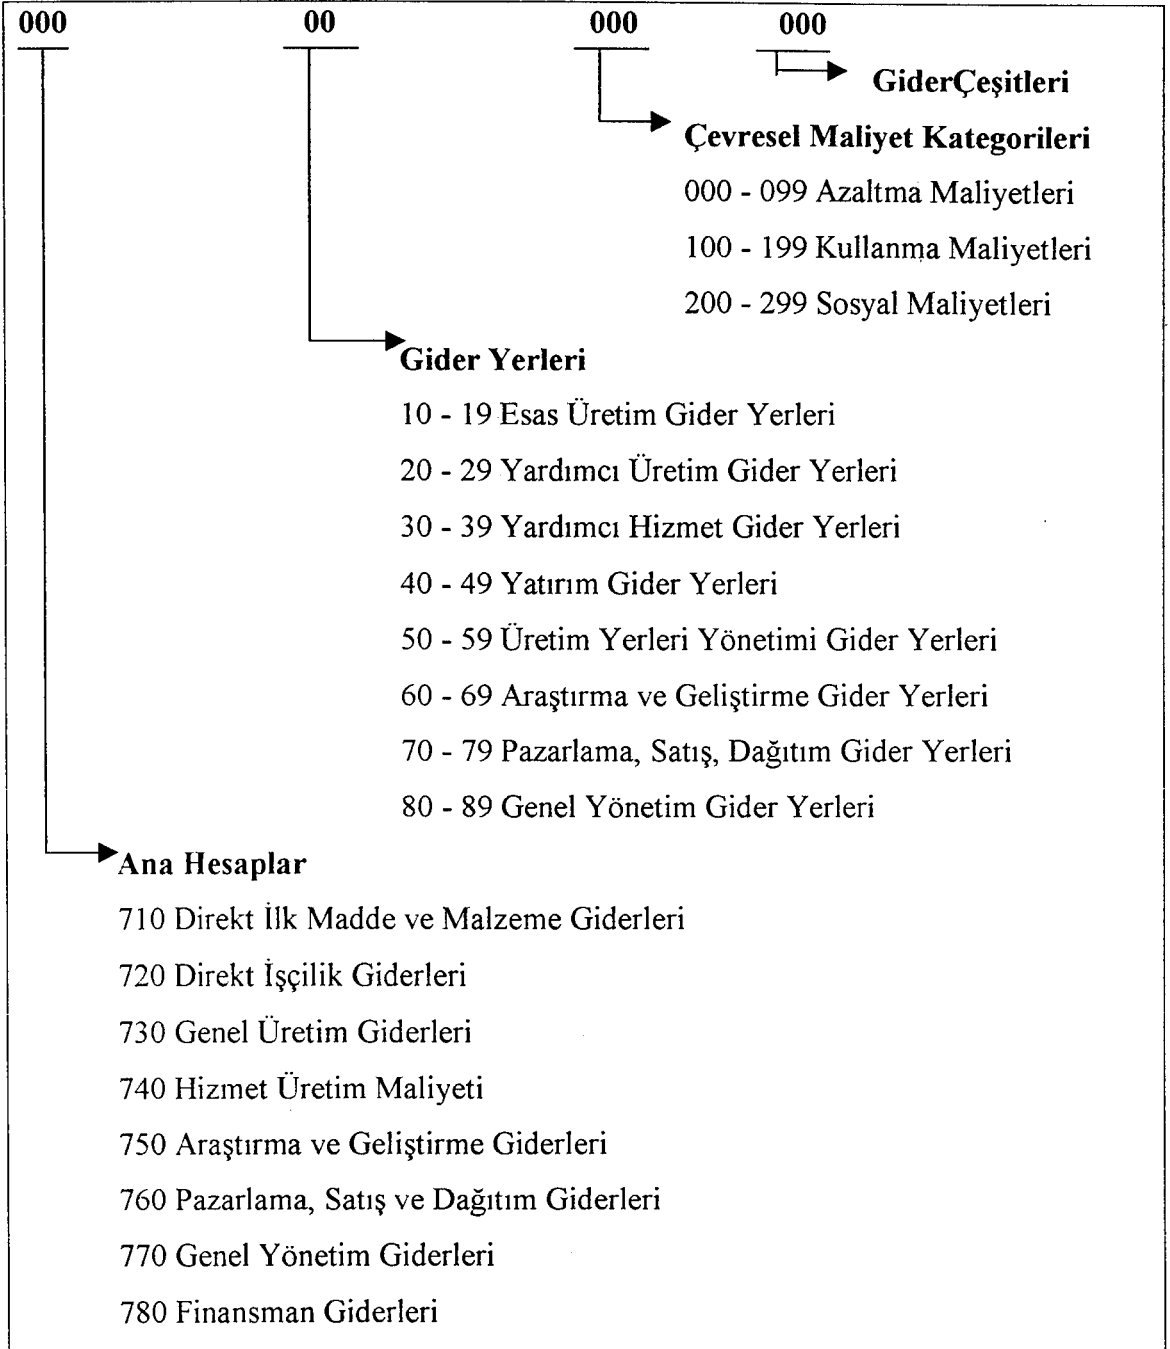 000 00 000 000
GiderÇeşitleri
Çevresel Maliyet Kategorileri
000 - 099 Azaltma Maliyetleri
100 - 199 Kullanma Maliyetleri
200 - 299 Sosyal Maliyetleri
Gider Yerleri
10 - 19 Esas Üretim Gider Yerleri
20 - 29 Yardımcı Üretim Gider Yerleri
30 - 39 Yardımcı Hizmet Gider Yerleri
40 - 49 Yatırım Gider Yerleri
50 - 59 Üretim Yerleri Yönetimi Gider Yerleri
60 - 69 Araştırma ve Geliştirme Gider Yerleri
70 - 79 Pazarlama, Satış, Dağıtım Gider Yerleri
80 - 89 Genel Yönetim Gider Yerleri
Ana Hesaplar
710 Direkt İlk Madde ve Malzeme Giderleri
720 Direkt İşçilik Giderleri
730 Genel Üretim Giderleri
740 Hizmet Üretim Maliyeti
750 Araştırma ve Geliştirme Giderleri
760 Pazarlama, Satış ve Dağıtım Giderleri
770 Genel Yönetim Giderleri
780 Finansman Giderleri